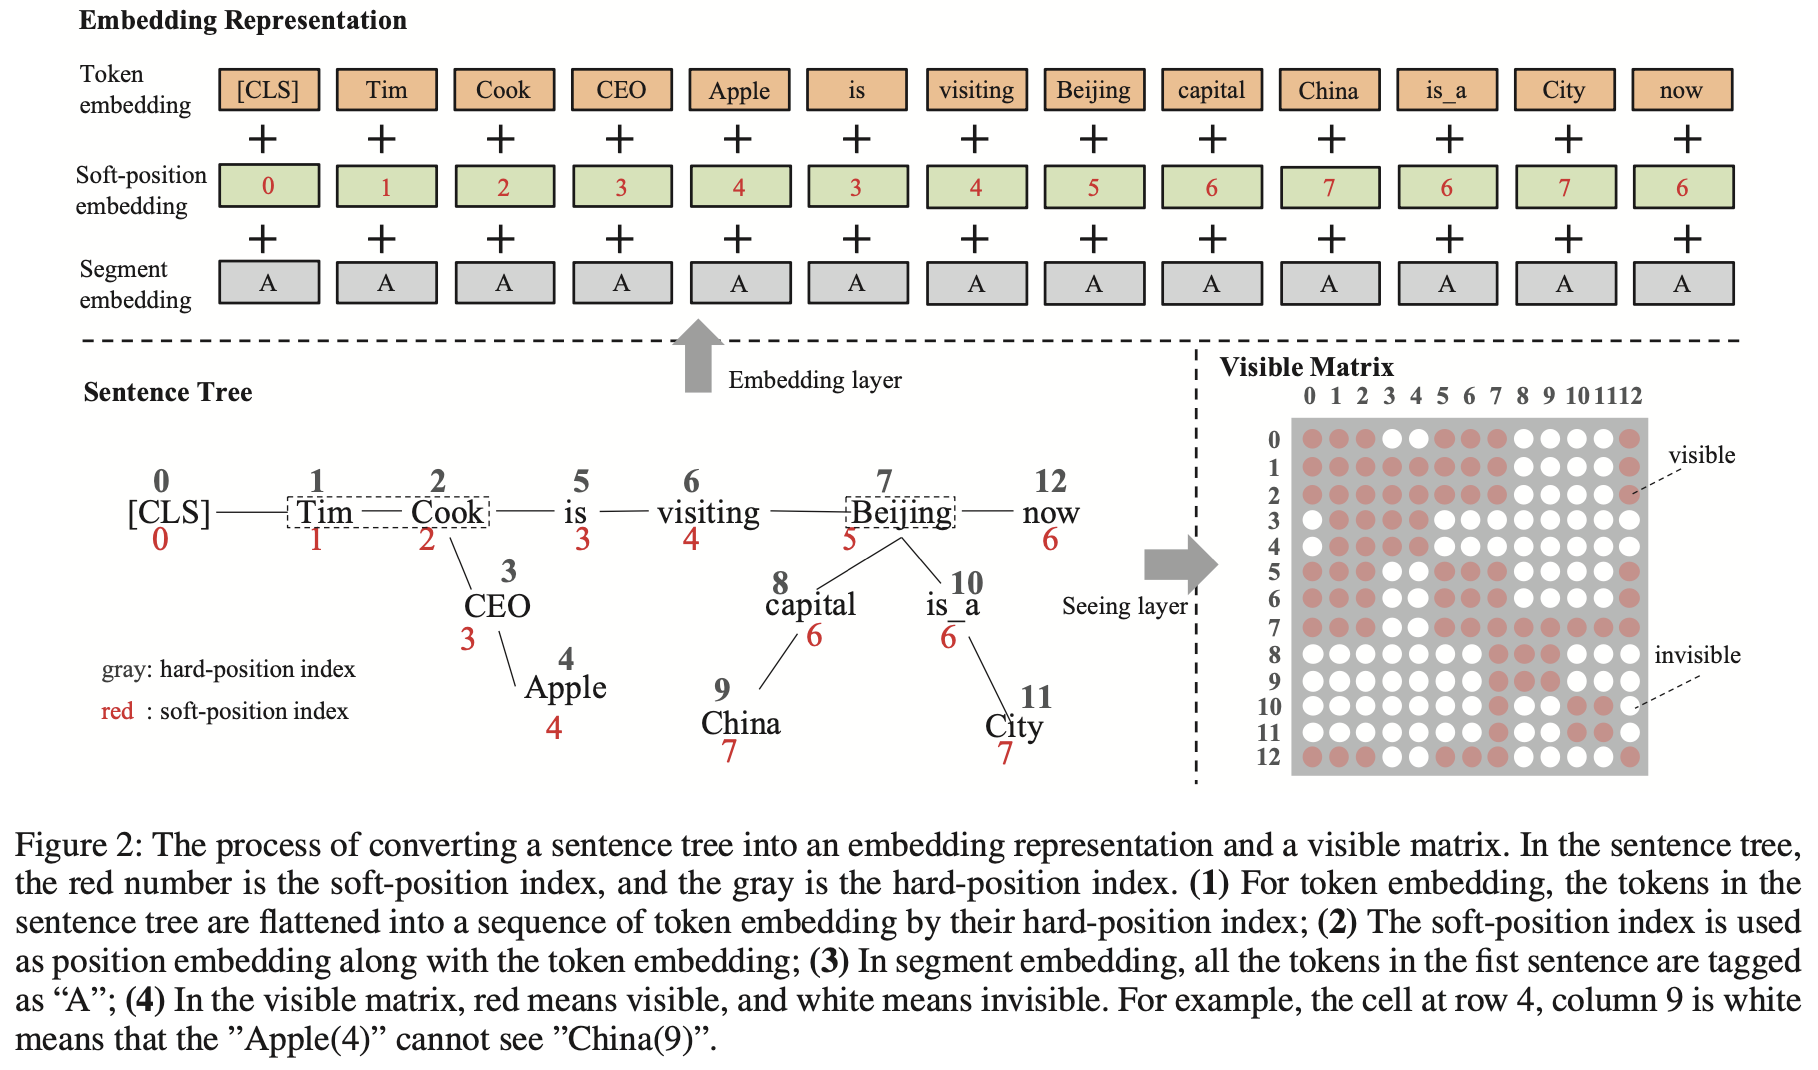 Embedding Representation
Token embedding
[CLS] Tim Cook CEO Apple is visiting Beijing capital China is_a City now
+ + + + + + + + + + + + +
Soft-position embedding
0 1 2 3 4 3 4 5 6 7 6 7 6
+ + + + + + + + + + + + +
Segment embedding
A A A A A A A A A A A A A
Embedding layer
Sentence Tree
0 1 2 5 6 7 12
[CLS] Tim Cook is visiting Beijing now
0 1 2 3 4 5 6
3
CEO
3
8
capital
6
10
is_a
6
4
Apple
4
9
China
7
11
City
7
gray: hard-position index
red : soft-position index
Seeing layer
Visible Matrix
0 1 2 3 4 5 6 7 8 9 10 11 12
0
1
2
3
4
5
6
7
8
9
10
11
12
visible
invisible
Figure 2: The process of converting a sentence tree into an embedding representation and a visible matrix. In the sentence tree,
the red number is the soft-position index, and the gray is the hard-position index. (1) For token embedding, the tokens in the
sentence tree are flattened into a sequence of token embedding by their hard-position index; (2) The soft-position index is used
as position embedding along with the token embedding; (3) In segment embedding, all the tokens in the fist sentence are tagged
as “A”; (4) In the visible matrix, red means visible, and white means invisible. For example, the cell at row 4, column 9 is white
means that the ”Apple(4)” cannot see ”China(9)”.